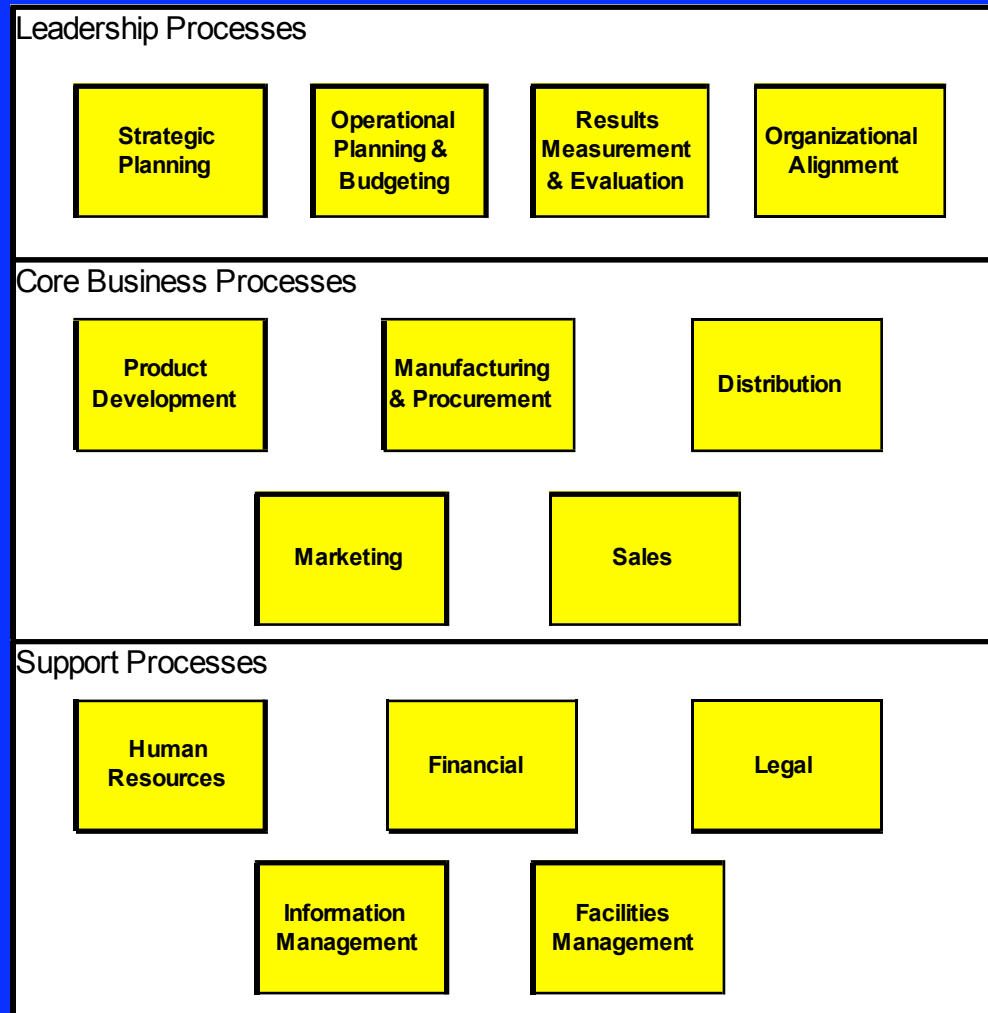 Leadership Processes
Strategic
Planning
Operational
Planning &
Budgeting
Results
Measurement
& Evaluation
Organizational
Alignment
Core Business Processes
Product
Development
Manufacturing
& Procurement
Distribution
Marketing
Sales
Support Processes
Human
Resources
Financial
Legal
Information
Management
Facilities
Management